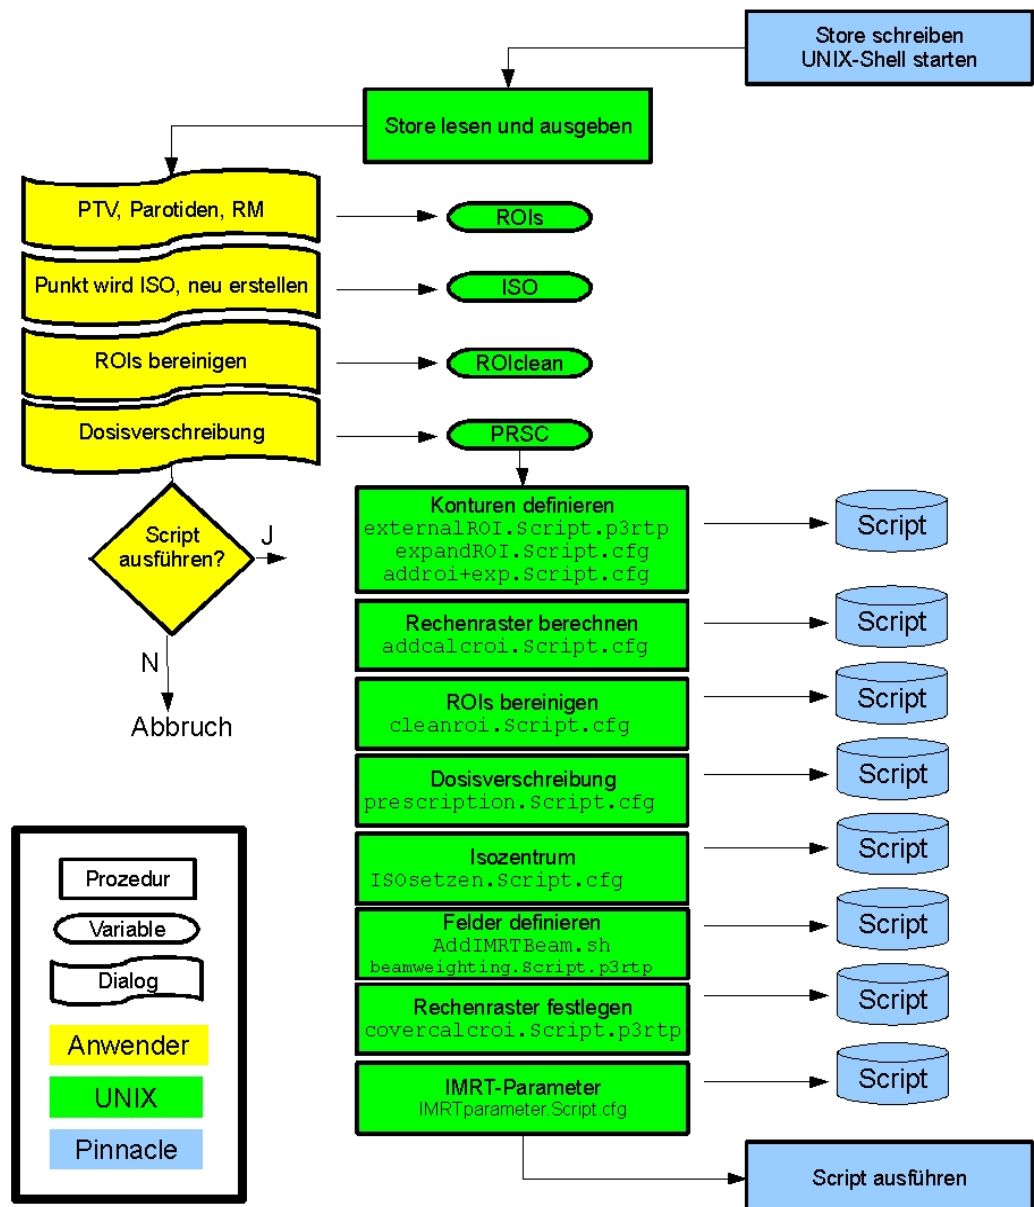 Store schreiben
UNIX-Shell starten
Store lesen und ausgeben
PTV, Parotiden, RM
ROIs
Punkt wird ISO, neu erstellen
ISO
ROIs bereinigen
ROIclean
Dosisverschreibung
PRSC
Script
ausführen?
J
N
Abbruch
Konturen definieren
externalROI.Script.p3rtp
expandROI.Script.cfg
addroi+exp.Script.cfg
Script
Rechenraster berechnen
addcalcroi.Script.cfg
Script
ROIs bereinigen
cleanroi.Script.cfg
Script
Dosisverschreibung
prescription.Script.cfg
Script
Isozentrum
ISOsetzen.Script.cfg
Script
Felder definieren
AddIMRTBeam.sh
beamweighting.Script.p3rtp
Script
Rechenraster festlegen
covercalcroi.Script.p3rtp
Script
IMRT-Parameter
IMRTparameter.Script.cfg
Script
Script ausführen
Prozedur
Variable
Dialog
Anwender
UNIX
Pinnacle